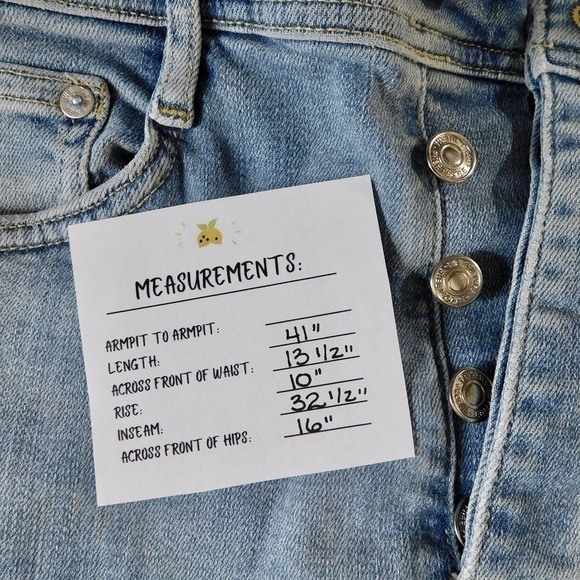 MEASUREMENTS:
ARMPIT TO ARMPIT:
LENGTH: 41"
ACROSS FRONT OF WAIST: 13 1/2"
RISE: 10"
INSEAM: 32 1/2"
ACROSS FRONT OF HIPS: 16"